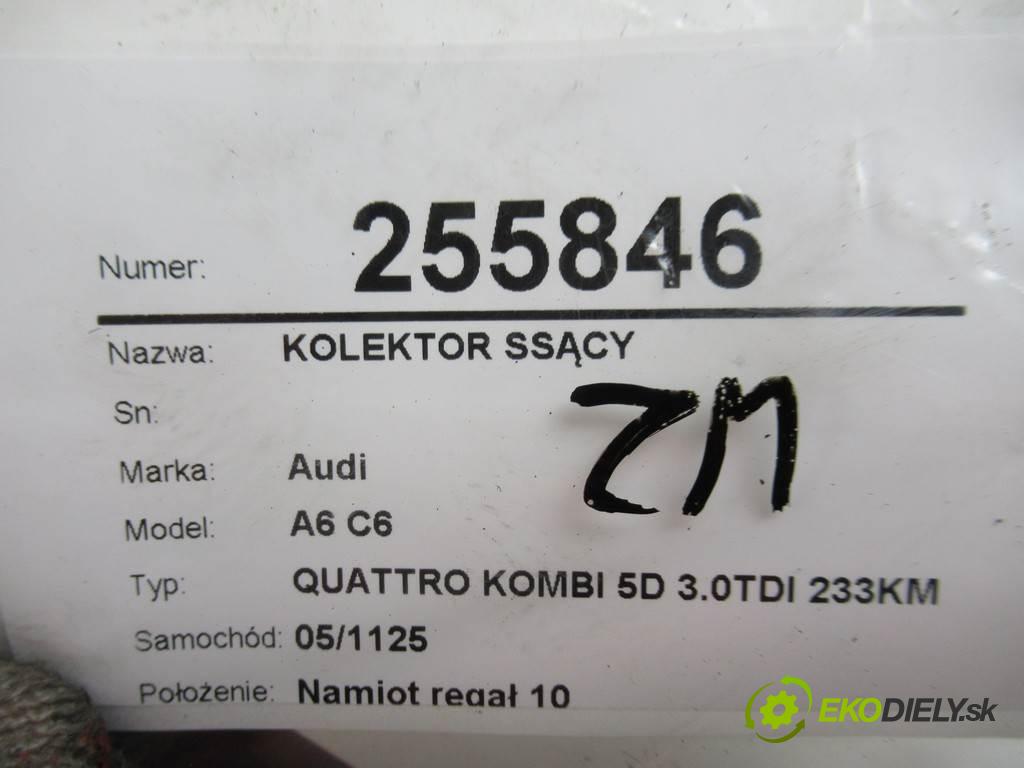 Numer: 255846
Nazwa: KOLEKTOR SSĄCY
Sn:
ZM
Marka: Audi
Model: A6 C6
Typ: QUATTRO KOMBI 5D 3.0TDI 233KM
Samochód: 05/1125
Położenie: Namiot regał 10
EKODIELY.sk